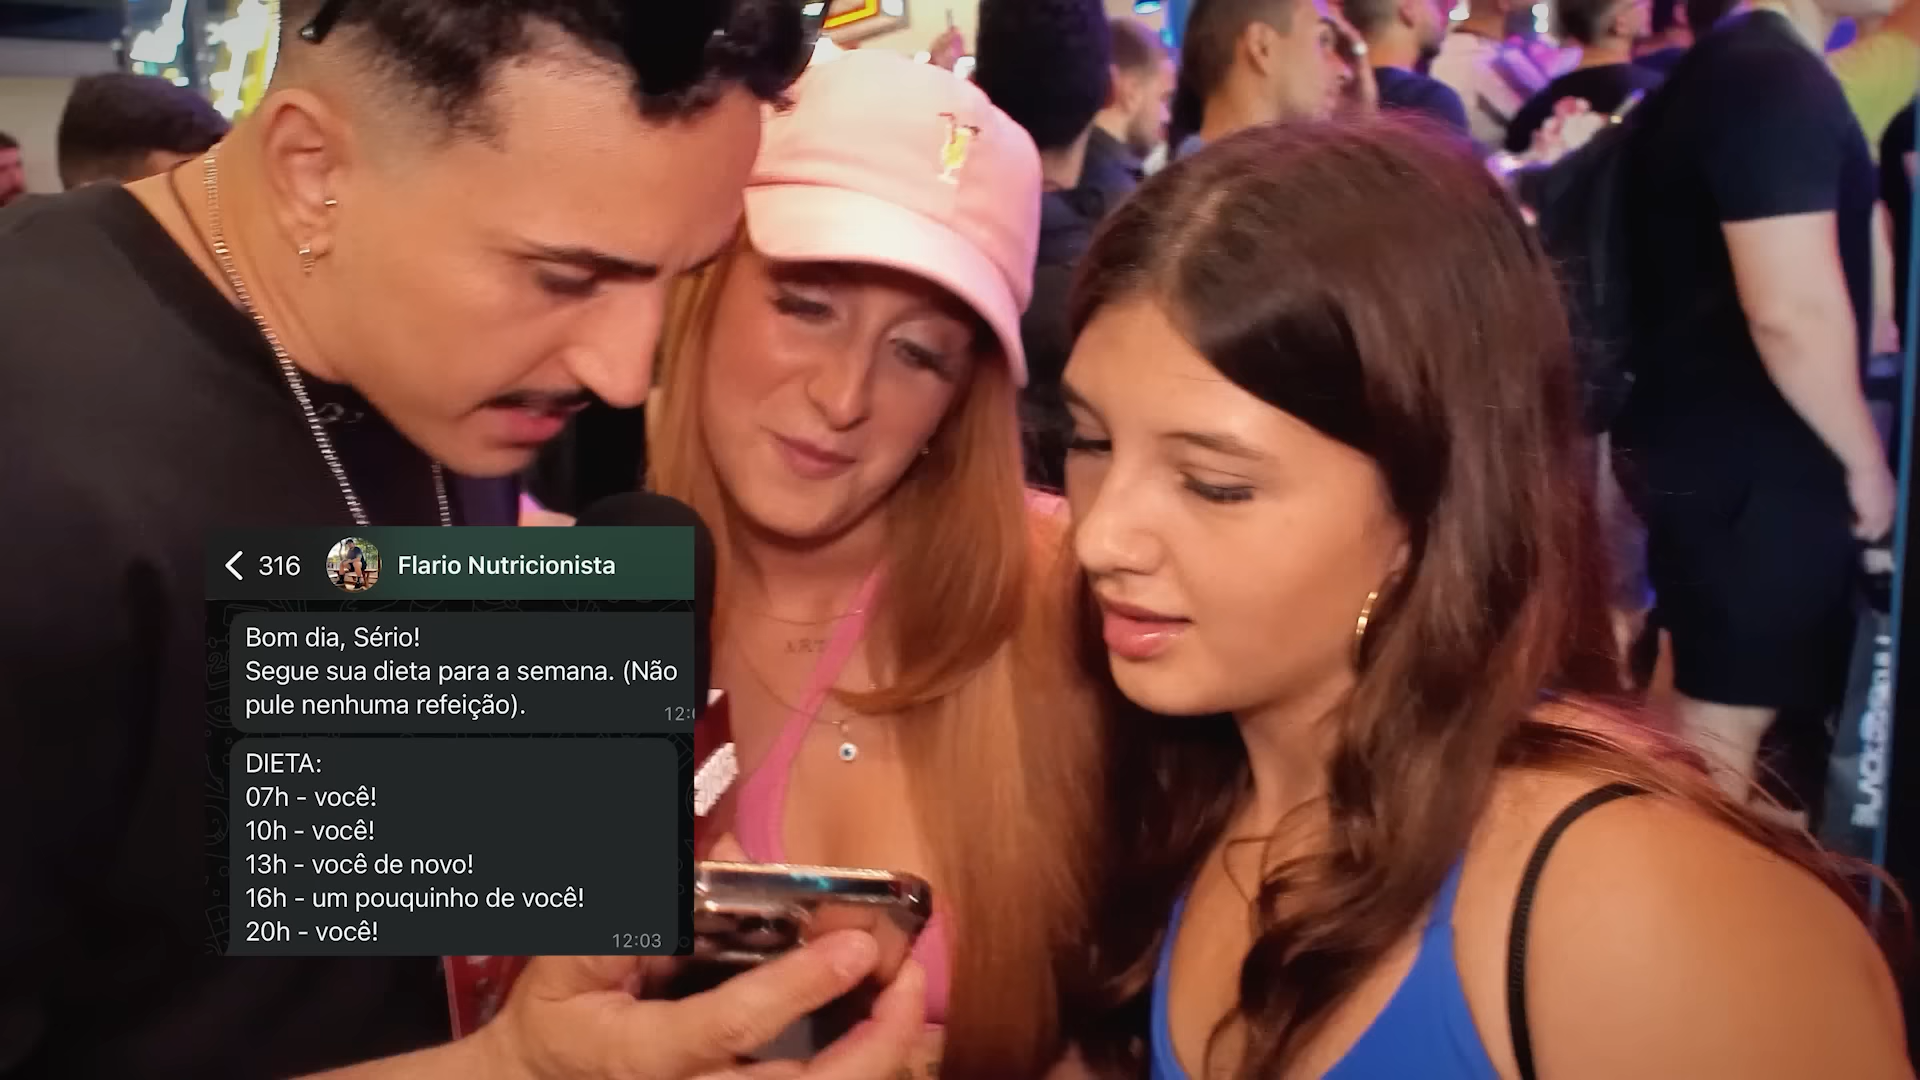 316
Flario Nutricionista
Bom dia, Sério!
Segue sua dieta para a semana. (Não
pule nenhuma refeição).
DIETA:
07h - você!
10h - você!
13h - você de novo!
16h - um pouquinho de você!
20h - você!
12:03